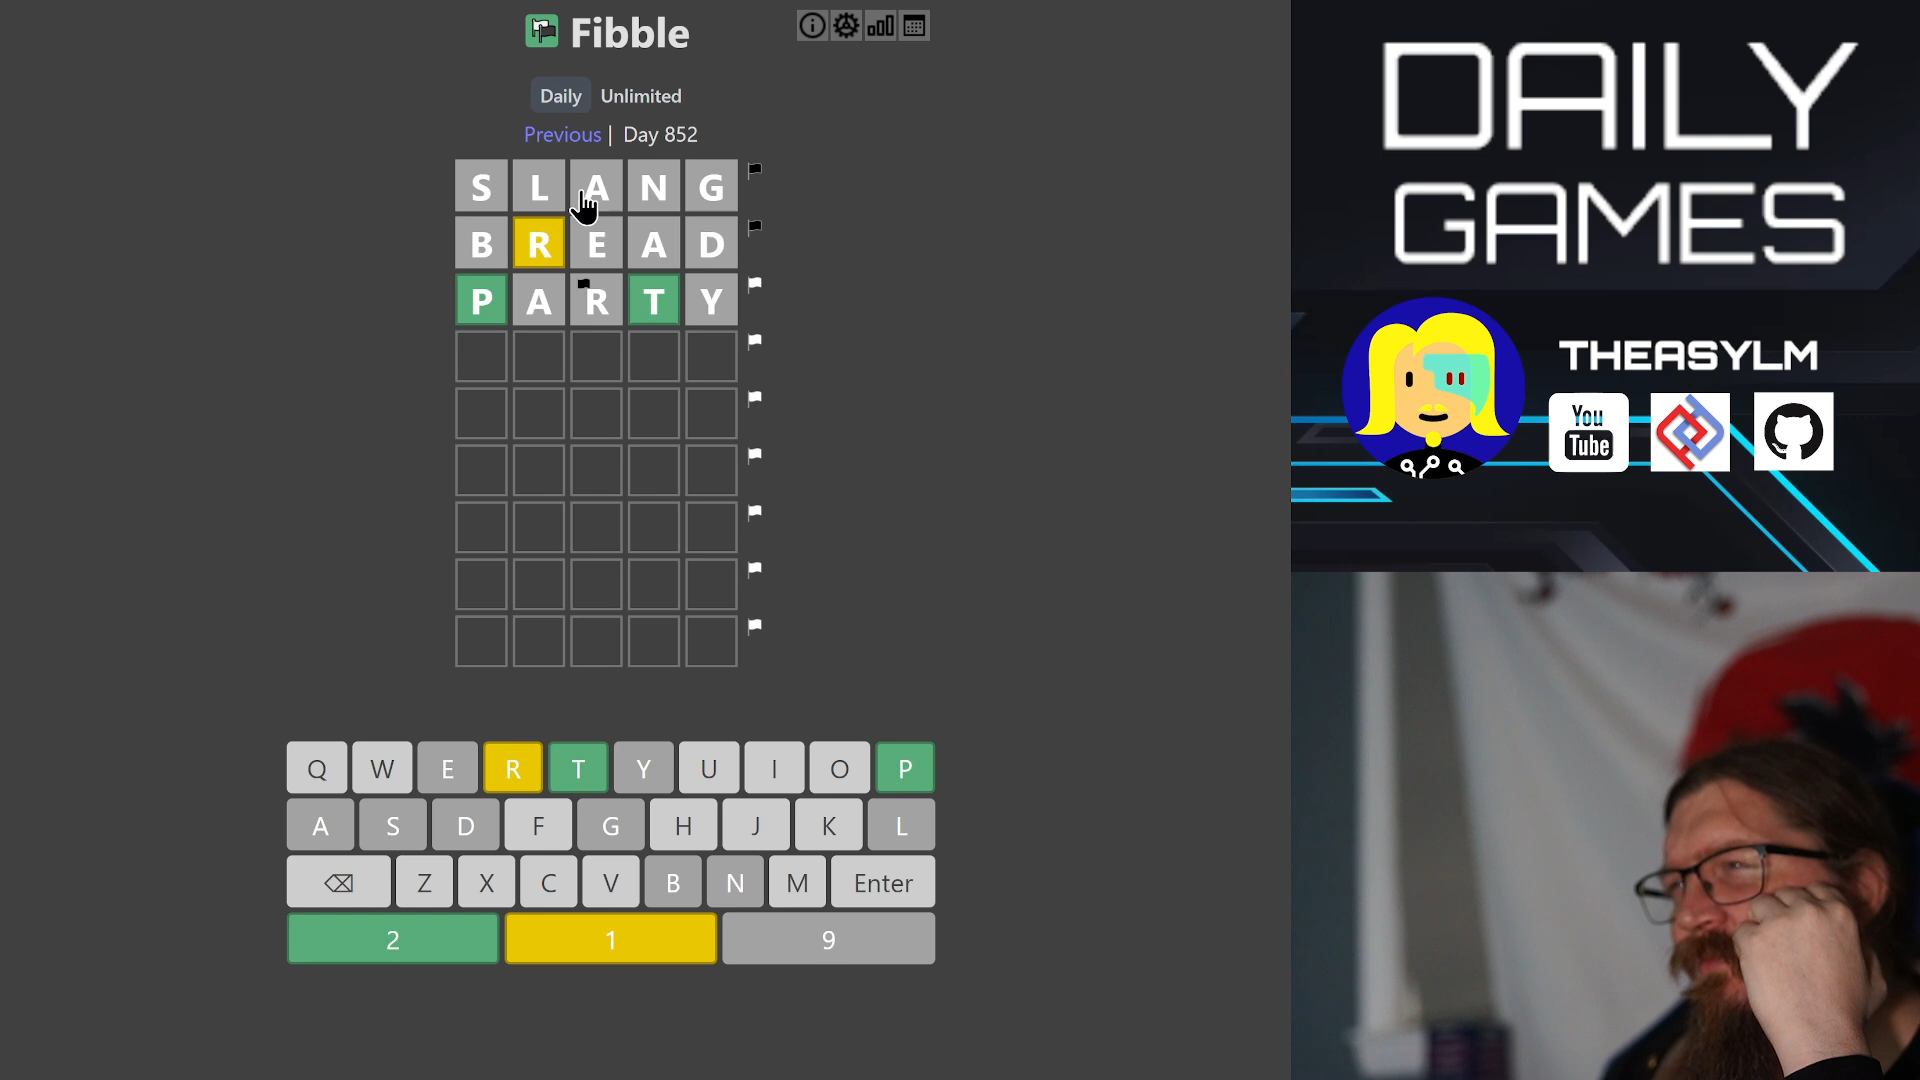 Fibble
Daily Unlimited
Previous | Day 852
S L A N G
B R E A D
P A R T Y
Q W E R T Y U I O P
A S D F G H J K L
⌫ Z X C V B N M Enter
2 1 9
DAILY
GAMES
THEASYLM
You
Tube